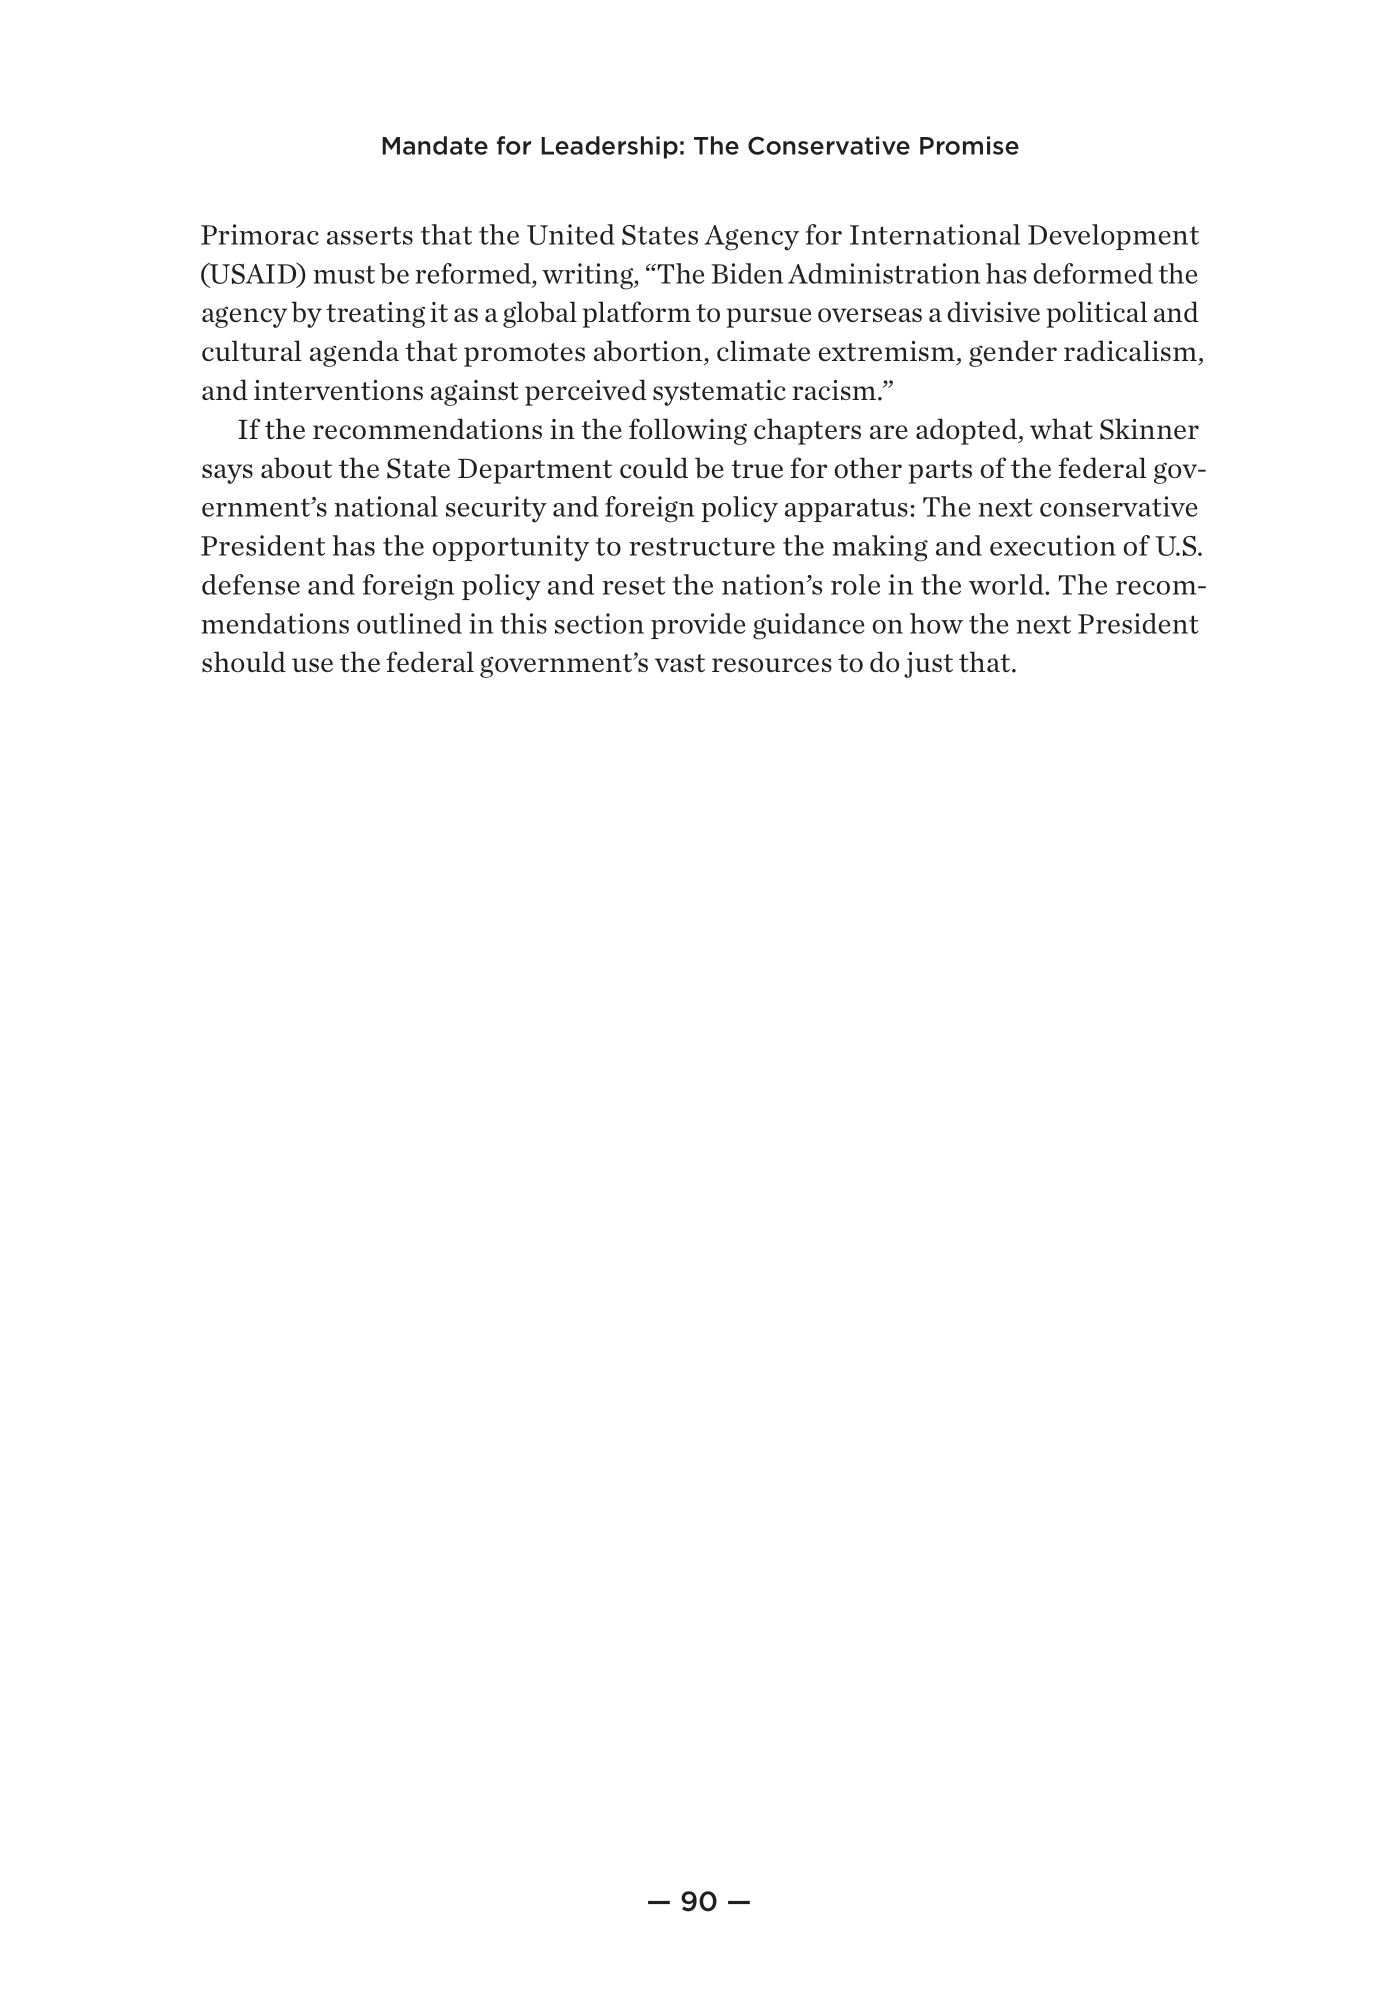 Mandate for Leadership: The Conservative Promise
Primorac asserts that the United States Agency for International Development
(USAID) must be reformed, writing, “The Biden Administration has deformed the
agency by treating it as a global platform to pursue overseas a divisive political and
cultural agenda that promotes abortion, climate extremism, gender radicalism,
and interventions against perceived systematic racism.”
If the recommendations in the following chapters are adopted, what Skinner
says about the State Department could be true for other parts of the federal gov-
ernment’s national security and foreign policy apparatus: The next conservative
President has the opportunity to restructure the making and execution of U.S.
defense and foreign policy and reset the nation’s role in the world. The recom-
mendations outlined in this section provide guidance on how the next President
should use the federal government’s vast resources to do just that.
— 90 —